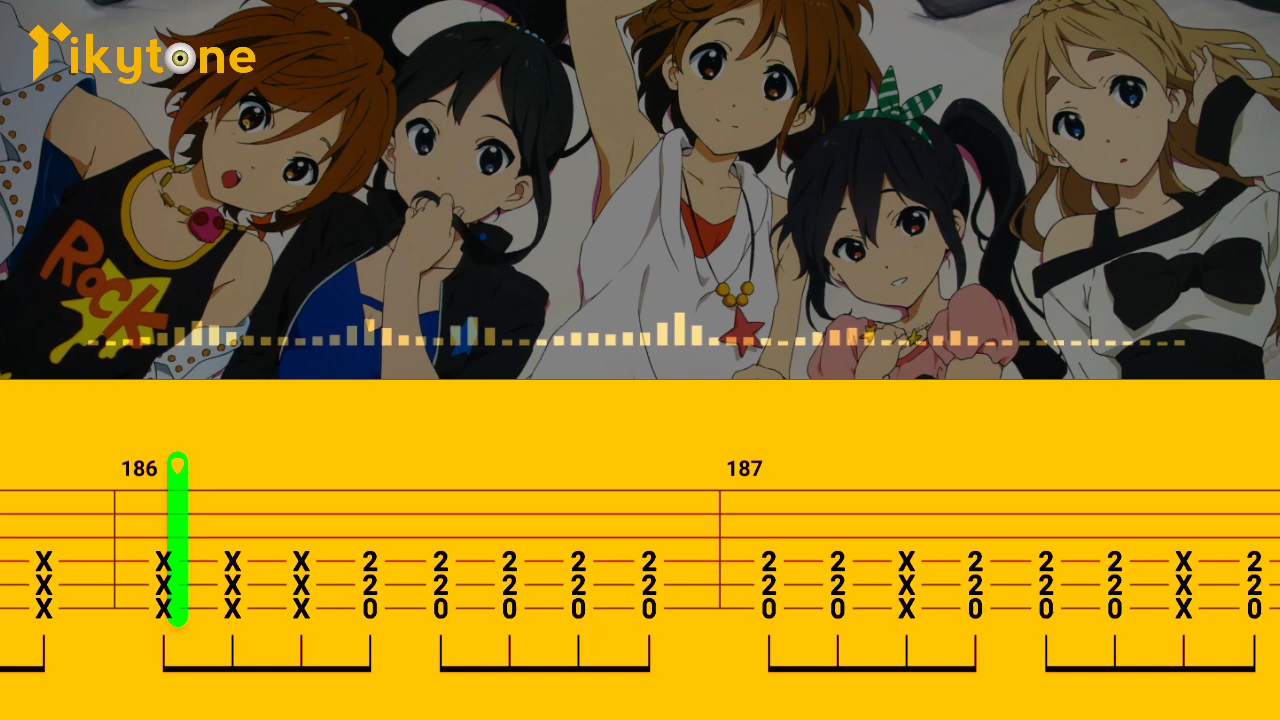 rikytone
Rock
186 187
X X X X 2 2 2 2 2 2 2 X 2 2 2 X 2
X X X X 2 2 2 2 2 2 2 X 2 2 2 X 2
X X X X 0 0 0 0 0 0 0 X 0 0 0 X 0